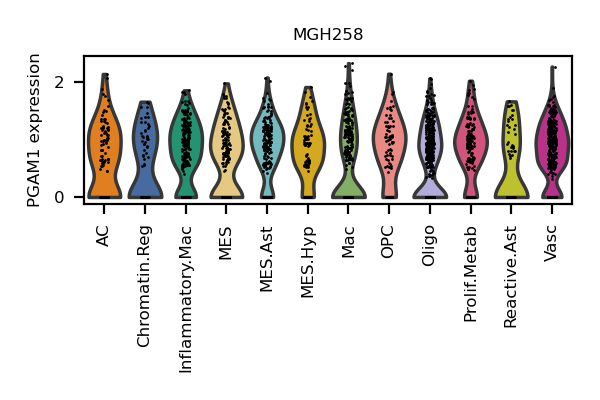 MGH258
PGAM1 expression
2
0
AC
Chromatin.Reg
Inflammatory.Mac
MES
MES.Ast
MES.Hyp
Mac
OPC
Oligo
Prolif.Metab
Reactive.Ast
Vasc